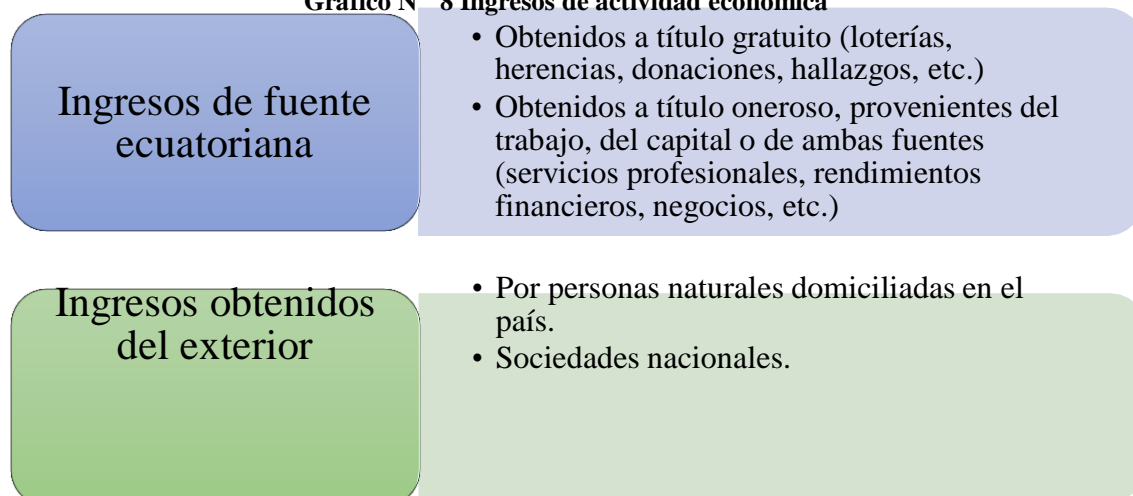 Gráfico N° 8 Ingresos de actividad económica
Ingresos de fuente
ecuatoriana
• Obtenidos a título gratuito (loterías,
herencias, donaciones, hallazgos, etc.)
• Obtenidos a título oneroso, provenientes del
trabajo, del capital o de ambas fuentes
(servicios profesionales, rendimientos
financieros, negocios, etc.)
Ingresos obtenidos
del exterior
• Por personas naturales domiciliadas en el
país.
• Sociedades nacionales.